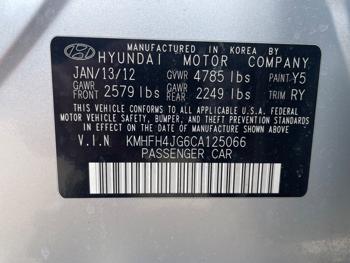 MANUFACTURED IN KOREA BY
HYUNDAI MOTOR COMPANY
JAN/13/12 GVWR 4785 lbs PAINT Y5
GAWR FRONT 2579 lbs GAWR REAR 2249 lbs TRIM RY
THIS VEHICLE CONFORMS TO ALL APPLICABLE U.S.A. FEDERAL
MOTOR VEHICLE SAFETY, BUMPER, AND THEFT PREVENTION
STANDARDS IN EFFECT ON THE DATE OF MANUFACTURE SHOWN ABOVE.
V.I.N KMHFH4JG6CA125066
PASSENGER CAR